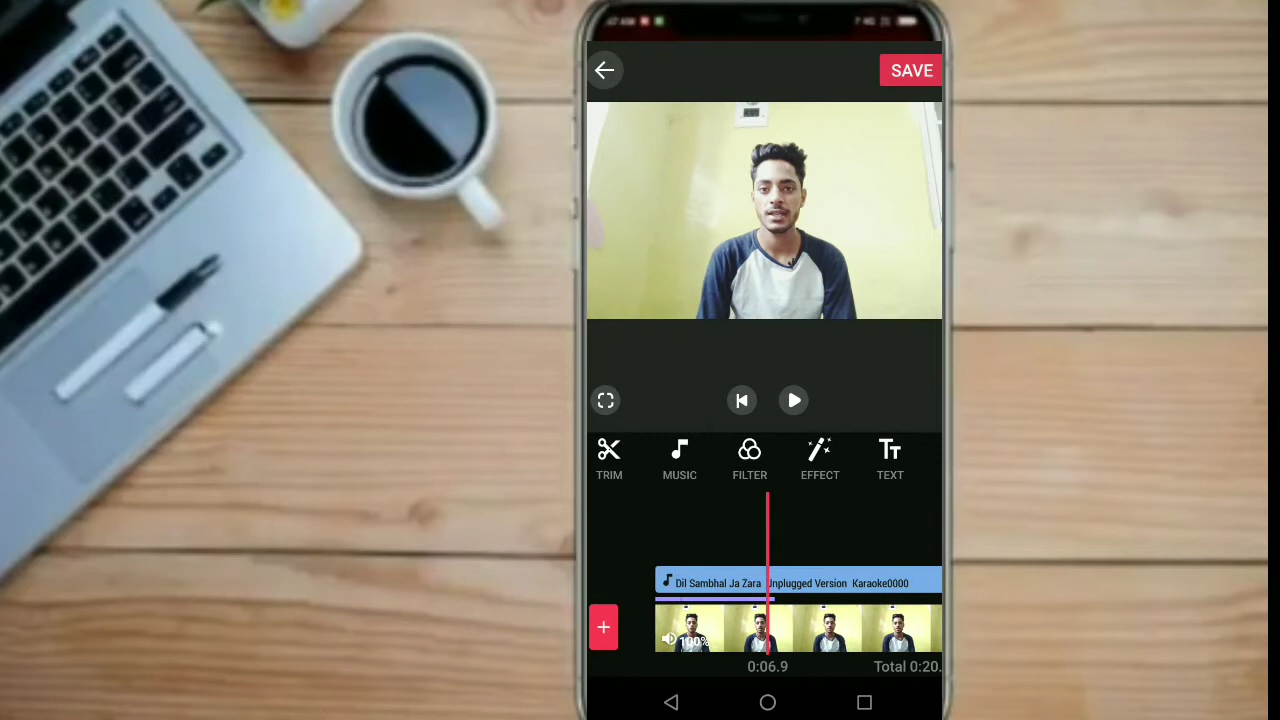 SAVE
TRIM MUSIC FILTER EFFECT TEXT
Dil Sambhal Ja Zara Unplugged Version Karaoke0000
100%
0:06.9 Total 0:20.